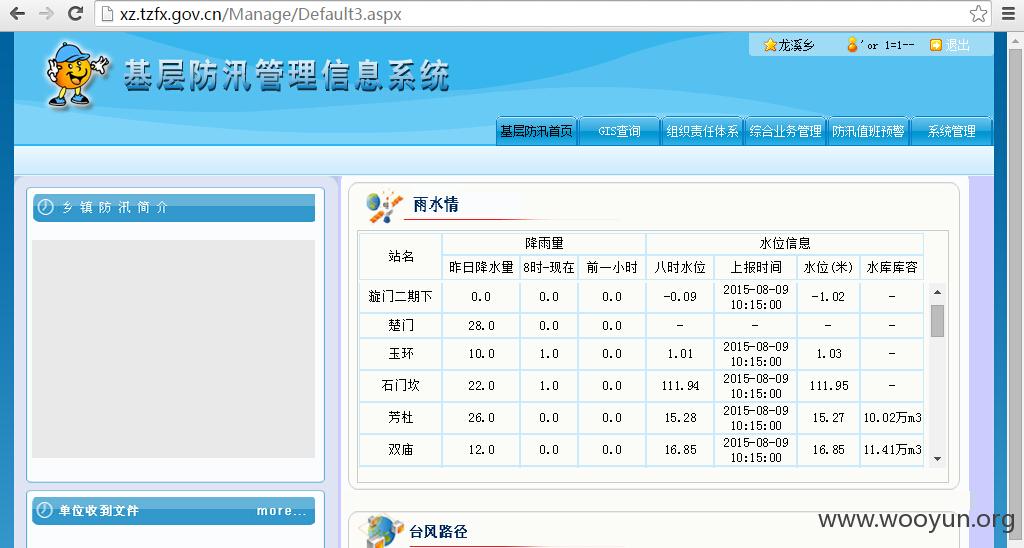 xz.tzfx.gov.cn/Manage/Default3.aspx
基层防汛管理信息系统
龙溪乡 ' or 1=1-- 退出
基层防汛首页 GIS查询 组织责任体系 综合业务管理 防汛值班预警 系统管理
乡镇防汛简介
雨水情
站名 降雨量 水位信息
昨日降水量 8时-现在 前一小时 八时水位 上报时间 水位(米) 水库库容
漩门二期下 0.0 0.0 0.0 -0.09 2015-08-09 10:15:00 -1.02 -
楚门 28.0 0.0 0.0 - - - -
玉环 10.0 1.0 0.0 1.01 2015-08-09 10:15:00 1.03 -
石门坎 22.0 1.0 0.0 111.94 2015-08-09 10:15:00 111.95 -
芳杜 26.0 0.0 0.0 15.28 2015-08-09 10:15:00 15.27 10.02万m3
双庙 12.0 0.0 0.0 16.85 2015-08-09 10:15:00 16.85 11.41万m3
单位收到文件 more...
台风路径
www.wooyun.org